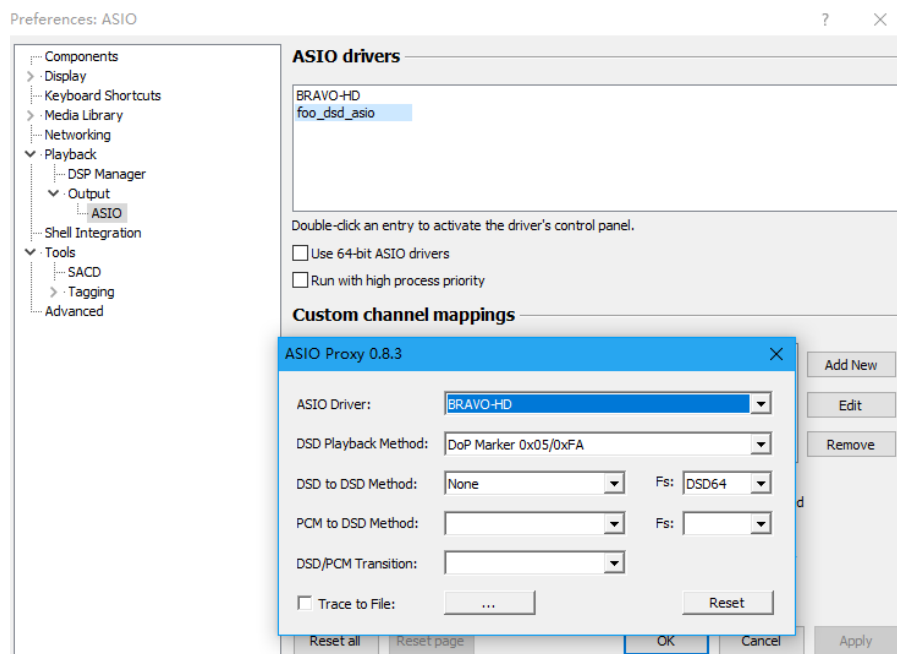 Preferences: ASIO
?
Components
Display
Keyboard Shortcuts
Media Library
Networking
Playback
DSP Manager
Output
ASIO
Shell Integration
Tools
SACD
Tagging
Advanced
ASIO drivers
BRAVO-HD
foo_dsd_asio
Double-click an entry to activate the driver's control panel.
Use 64-bit ASIO drivers
Run with high process priority
Custom channel mappings
Add New
Edit
Remove
d
ASIO Proxy 0.8.3
ASIO Driver: BRAVO-HD
DSD Playback Method: DoP Marker 0x05/0xFA
DSD to DSD Method: None Fs: DSD64
PCM to DSD Method: Fs:
DSD/PCM Transition:
Trace to File: ... Reset
Reset all Reset page OK Cancel Apply